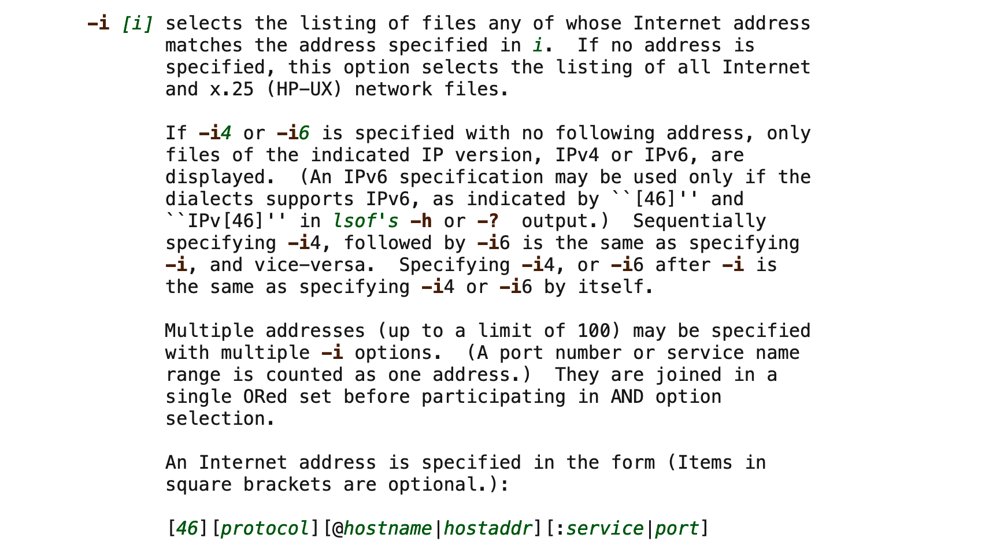 -i [i] selects the listing of files any of whose Internet address
matches the address specified in i.  If no address is
specified, this option selects the listing of all Internet
and x.25 (HP-UX) network files.

If -i4 or -i6 is specified with no following address, only
files of the indicated IP version, IPv4 or IPv6, are
displayed.  (An IPv6 specification may be used only if the
dialects supports IPv6, as indicated by ``[46]'' and
``IPv[46]'' in lsof's -h or -?  output.)  Sequentially
specifying -i4, followed by -i6 is the same as specifying
-i, and vice-versa.  Specifying -i4, or -i6 after -i is
the same as specifying -i4 or -i6 by itself.

Multiple addresses (up to a limit of 100) may be specified
with multiple -i options.  (A port number or service name
range is counted as one address.)  They are joined in a
single ORed set before participating in AND option
selection.

An Internet address is specified in the form (Items in
square brackets are optional.):

[46][protocol][@hostname|hostaddr][:service|port]